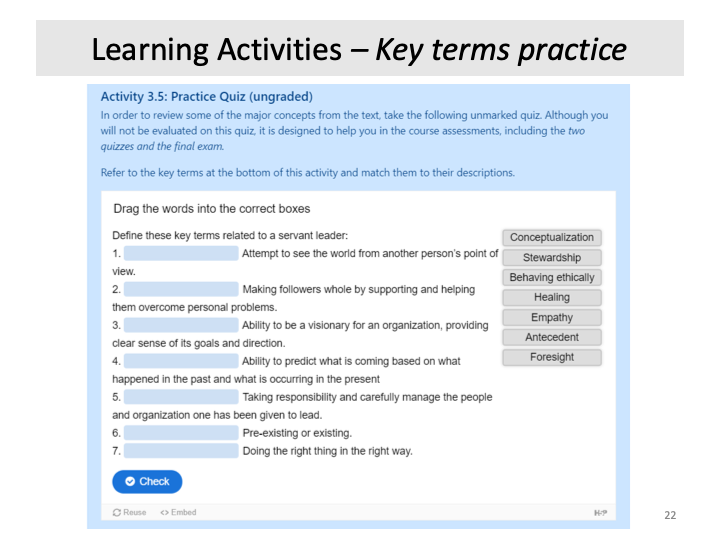 Learning Activities – Key terms practice
Activity 3.5: Practice Quiz (ungraded)
In order to review some of the major concepts from the text, take the following unmarked quiz. Although you
will not be evaluated on this quiz, it is designed to help you in the course assessments, including the two
quizzes and the final exam.
Refer to the key terms at the bottom of this activity and match them to their descriptions.
Drag the words into the correct boxes
Define these key terms related to a servant leader:
1. Attempt to see the world from another person's point of
view.
2. Making followers whole by supporting and helping
them overcome personal problems.
3. Ability to be a visionary for an organization, providing
clear sense of its goals and direction.
4. Ability to predict what is coming based on what
happened in the past and what is occurring in the present
5. Taking responsibility and carefully manage the people
and organization one has been given to lead.
6. Pre-existing or existing.
7. Doing the right thing in the right way.
Conceptualization
Stewardship
Behaving ethically
Healing
Empathy
Antecedent
Foresight
Check
Reuse
<> Embed
H5P
22